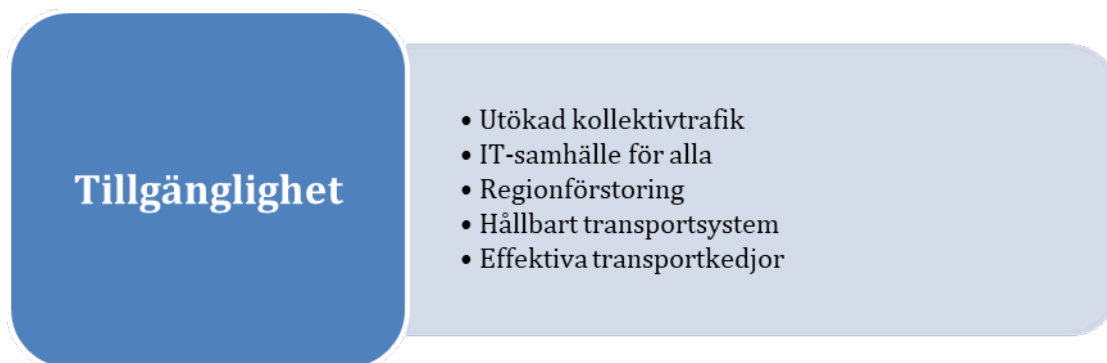 Tillgänglighet
• Utökad kollektivtrafik
• IT-samhälle för alla
• Regionförstoring
• Hållbart transportsystem
• Effektiva transportkedjor